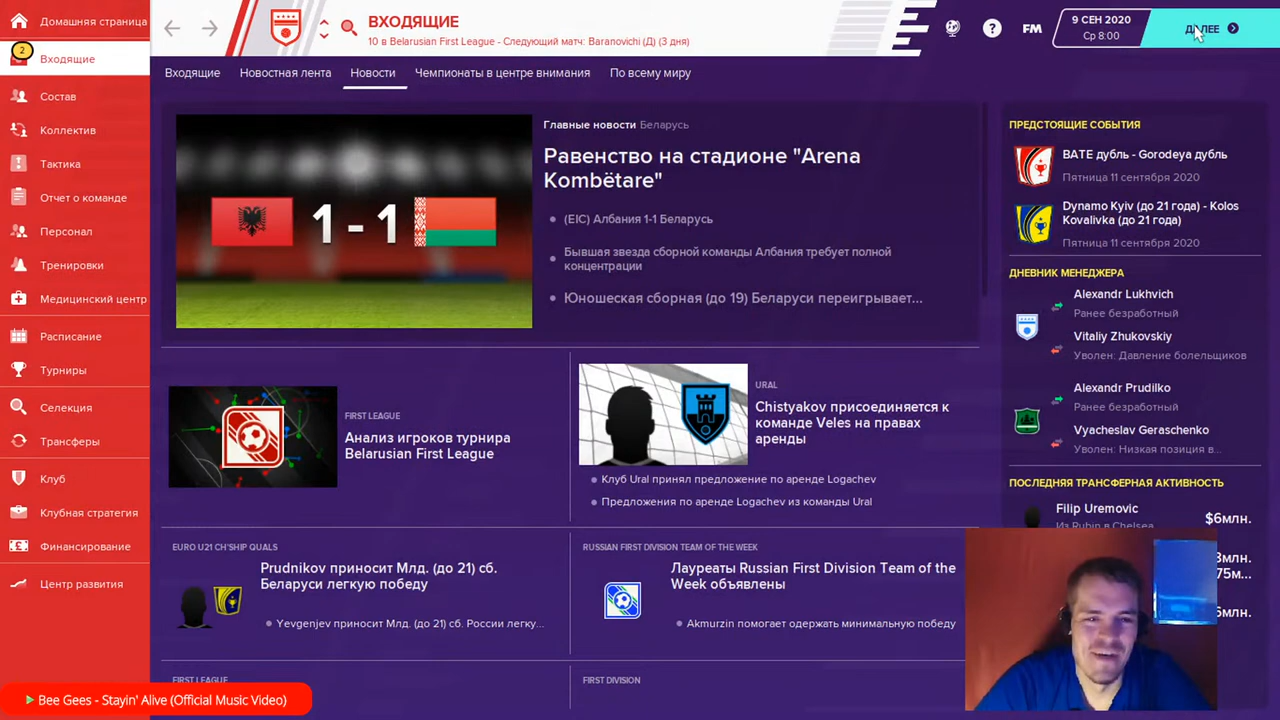 Домашняя страница
2
Входящие
Состав
Коллектив
Тактика
Отчет о команде
Персонал
Тренировки
Медицинский центр
Расписание
Турниры
Селекция
Трансферы
Клуб
Клубная стратегия
Финансирование
Центр развития
ВХОДЯЩИЕ
10 в Belarusian First League - Следующий матч: Baranovichi (Д) (3 дня)
?
FM
9 СЕН 2020
Ср 8:00
ДАЛЕЕ
Входящие
Новостная лента
Новости
Чемпионаты в центре внимания
По всему миру
1 - 1
Главные новости Беларусь
Равенство на стадионе "Arena
Kombëtare"
(EIC) Албания 1-1 Беларусь
Бывшая звезда сборной команды Албания требует полной
концентрации
Юношеская сборная (до 19) Беларуси переигрывает...
FIRST LEAGUE
Анализ игроков турнира
Belarusian First League
URAL
Chistyakov присоединяется к
команде Veles на правах
аренды
Клуб Ural принял предложение по аренде Logachev
Предложения по аренде Logachev из команды Ural
EURO U21 CH'SHIP QUALS
Prudnikov приносит Млд. (до 21) сб.
Беларуси легкую победу
Yevgenjev приносит Млд. (до 21) сб. России легку...
RUSSIAN FIRST DIVISION TEAM OF THE WEEK
Лауреаты Russian First Division Team of the
Week объявлены
Akmurzin помогает одержать минимальную победу
FIRST LEAGUE
FIRST DIVISION
ПРЕДСТОЯЩИЕ СОБЫТИЯ
BATE дубль - Gorodeya дубль
Пятница 11 сентября 2020
Dynamo Kyiv (до 21 года) - Kolos
Kovalivka (до 21 года)
Пятница 11 сентября 2020
ДНЕВНИК МЕНЕДЖЕРА
Alexandr Lukhvich
Ранее безработный
Vitaliy Zhukovskiy
Уволен: Давление болельщиков
Alexandr Prudilko
Ранее безработный
Vyacheslav Geraschenko
Уволен: Низкая позиция в...
ПОСЛЕДНЯЯ ТРАНСФЕРНАЯ АКТИВНОСТЬ
Filip Uremovic
Из Rubin в Chelsea
$6млн.
Bee Gees - Stayin' Alive (Official Music Video)